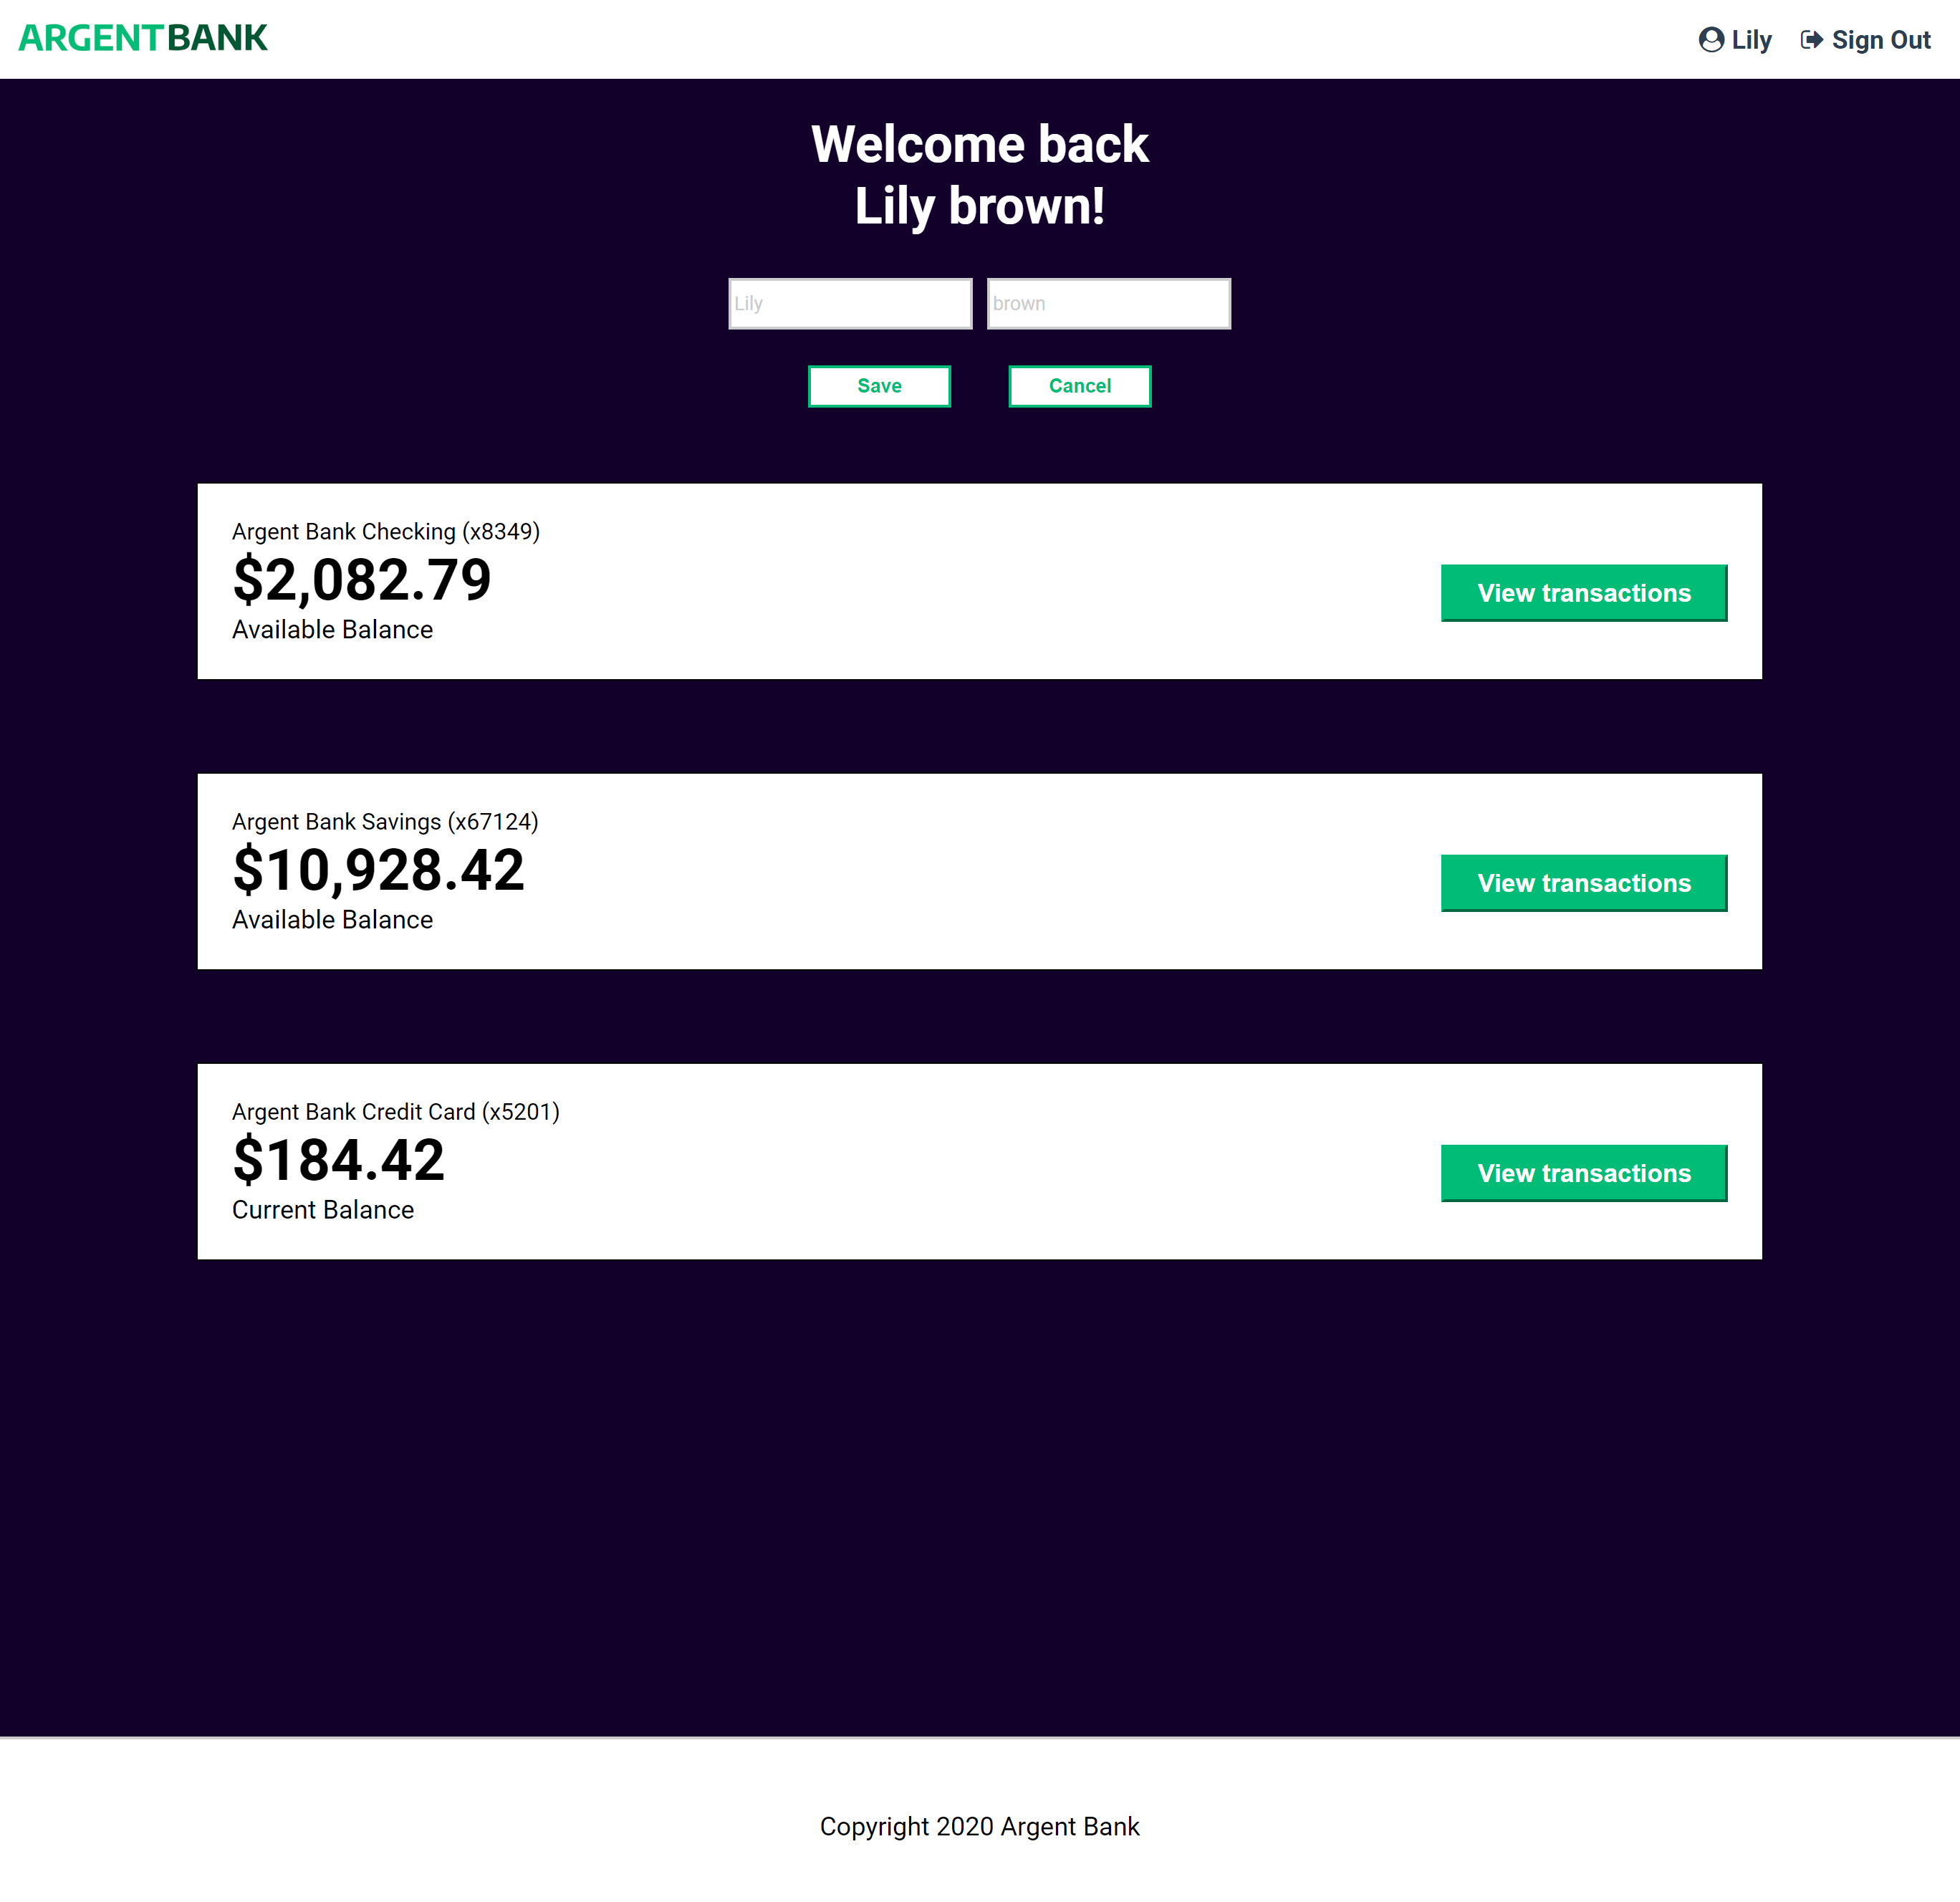 ARGENTBANK
Lily
Sign Out
Welcome back
Lily brown!
Lily
brown
Save
Cancel
Argent Bank Checking (x8349)
$2,082.79
Available Balance
View transactions
Argent Bank Savings (x67124)
$10,928.42
Available Balance
View transactions
Argent Bank Credit Card (x5201)
$184.42
Current Balance
View transactions
Copyright 2020 Argent Bank